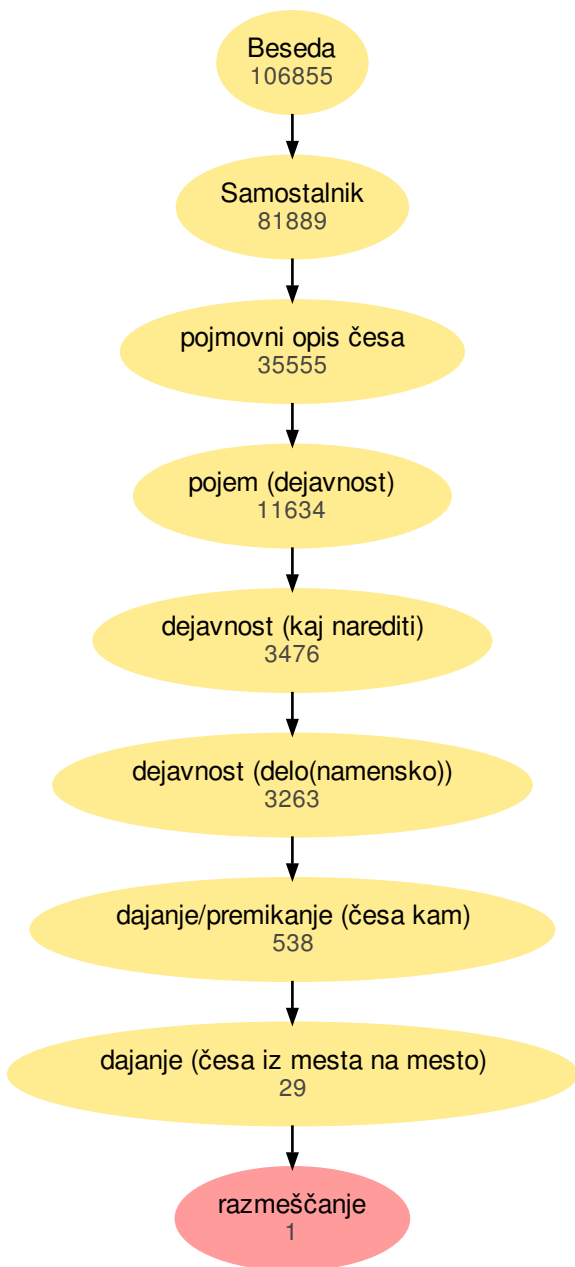 Beseda
106855
Samostalnik
81889
pojmovni opis česa
35555
pojem (dejavnost)
11634
dejavnost (kaj narediti)
3476
dejavnost (delo(namensko))
3263
dajanje/premikanje (česa kam)
538
dajanje (česa iz mesta na mesto)
29
razmeščanje
1